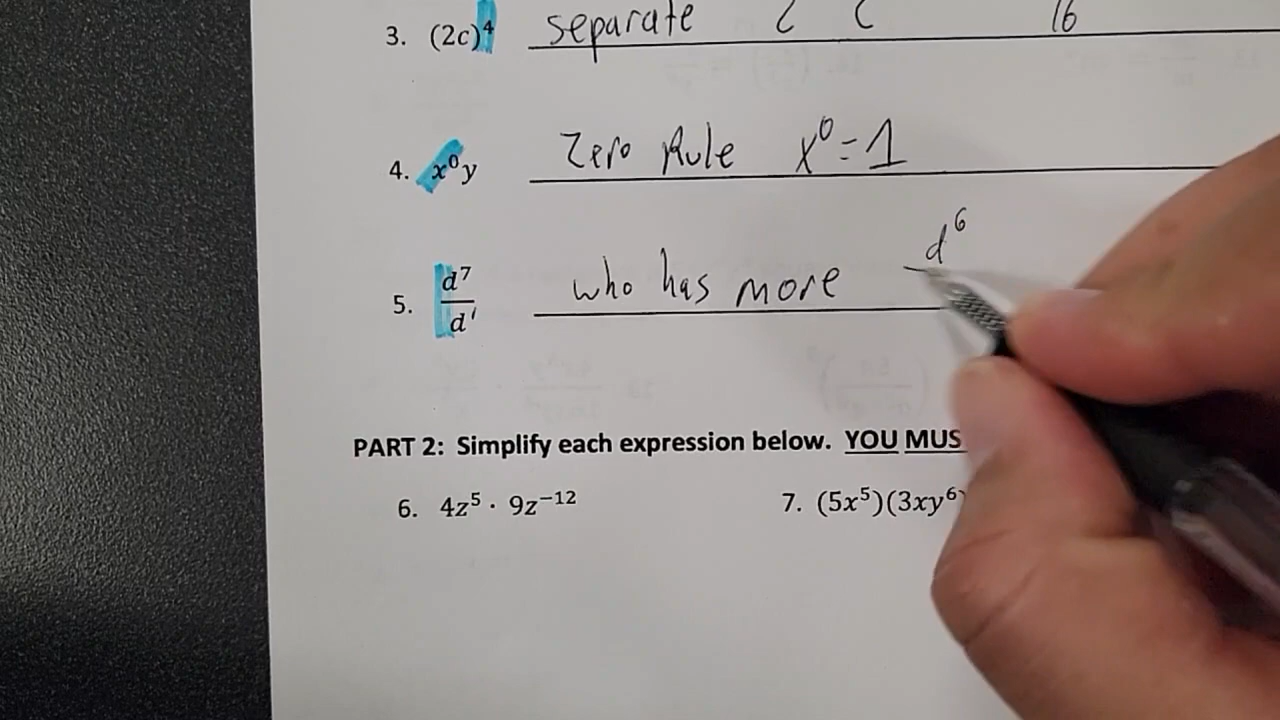 3. (2c)⁴ separate 2 c 16
4. x⁰y Zero Rule x⁰=1
5. d⁷/d' who has more d⁶
PART 2: Simplify each expression below. YOU MUS
6. 4z⁵ · 9z⁻¹² 7. (5x⁵)(3xy⁶)